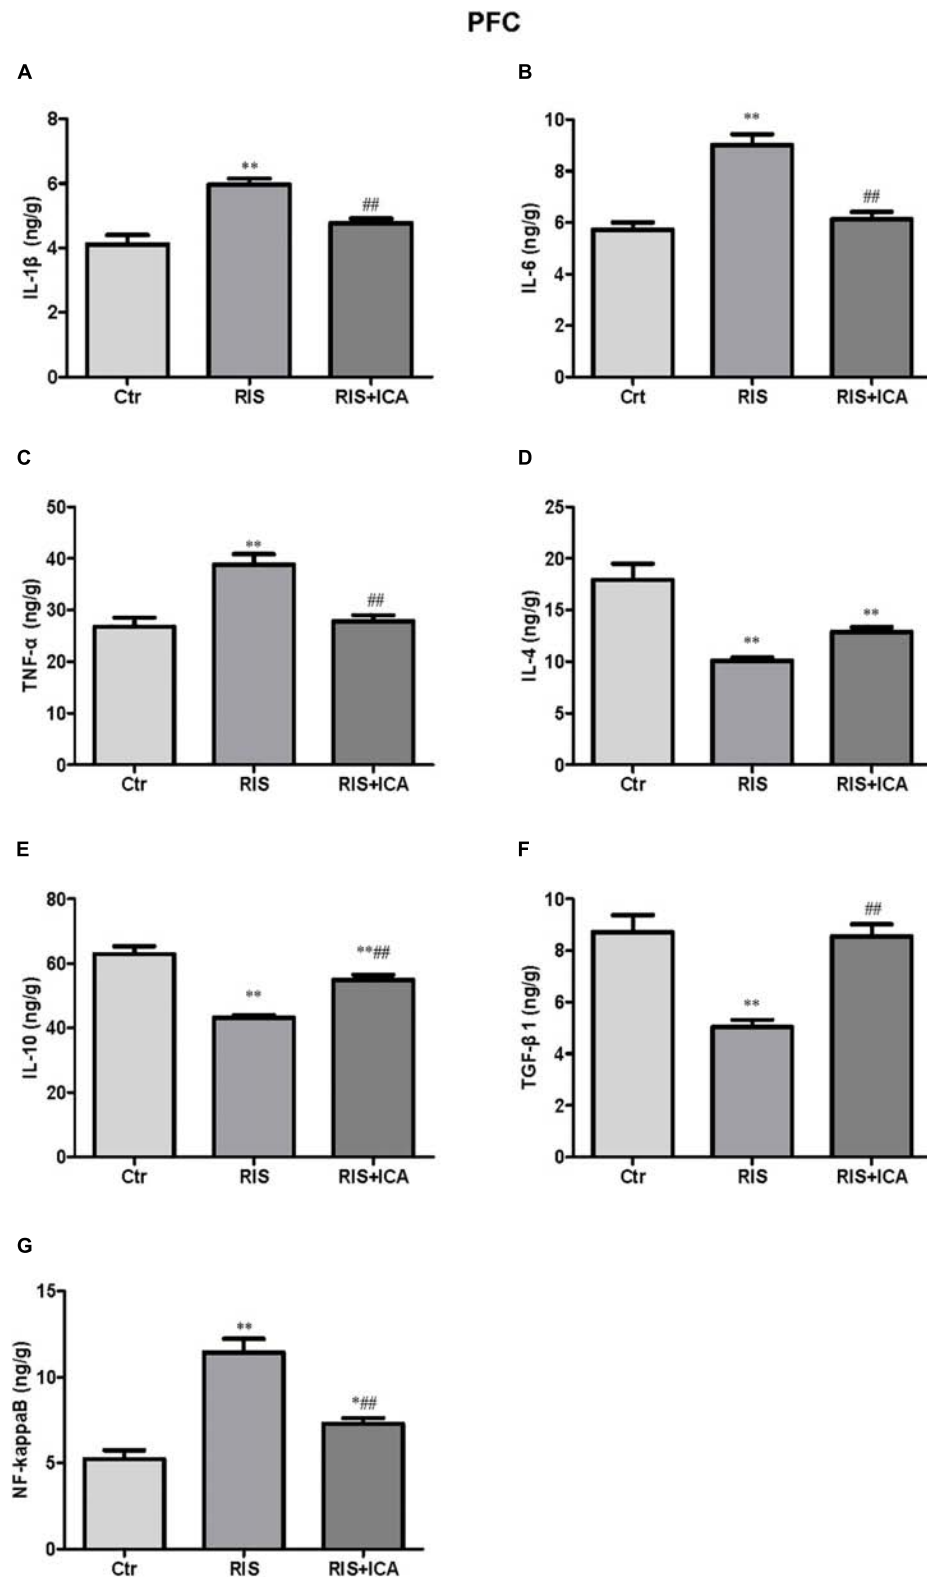 PFC
A
IL-1β (ng/g)
8
6
4
2
0
**
##
Ctr RIS RIS+ICA
B
IL-6 (ng/g)
10
8
6
4
2
0
**
##
Crt RIS RIS+ICA
C
TNF-α (ng/g)
50
40
30
20
10
0
**
##
Ctr RIS RIS+ICA
D
IL-4 (ng/g)
25
20
15
10
5
0
**
**
Ctr RIS RIS+ICA
E
IL-10 (ng/g)
80
60
40
20
0
**
**##
Ctr RIS RIS+ICA
F
TGF-β 1 (ng/g)
10
8
6
4
2
0
**
##
Ctr RIS RIS+ICA
G
NF-kappaB (ng/g)
15
10
5
0
**
*##
Ctr RIS RIS+ICA